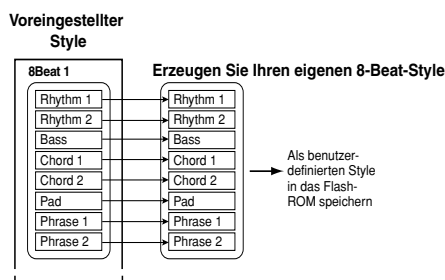 Voreingestellter
Style
8Beat 1
Rhythm 1
Rhythm 2
Bass
Chord 1
Chord 2
Pad
Phrase 1
Phrase 2
Erzeugen Sie Ihren eigenen 8-Beat-Style
Rhythm 1
Rhythm 2
Bass
Chord 1
Chord 2
Pad
Phrase 1
Phrase 2
Als benutzer-
definierten Style
in das Flash-
ROM speichern